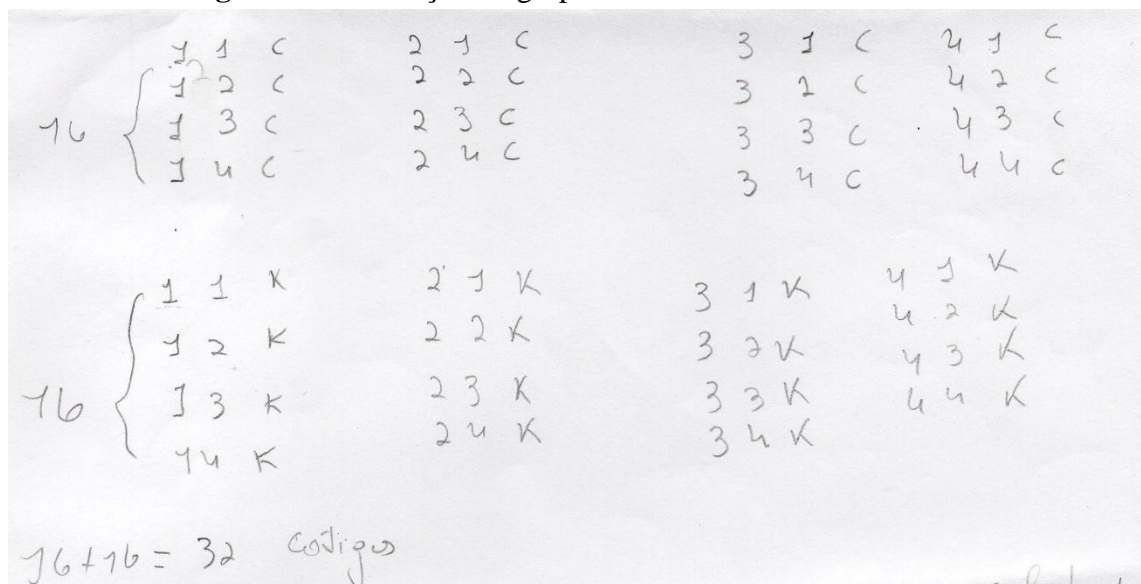 1 1 C 2 1 C 3 1 C 4 1 C
1 2 C 2 2 C 3 2 C 4 2 C
16 { 1 3 C 2 3 C 3 3 C 4 3 C
1 4 C 2 4 C 3 4 C 4 4 C
1 1 K 2 1 K 3 1 K 4 1 K
1 2 K 2 2 K 3 2 K 4 2 K
16 { 1 3 K 2 3 K 3 3 K 4 3 K
1 4 K 2 4 K 3 4 K 4 4 K
16+16 = 32 codigos